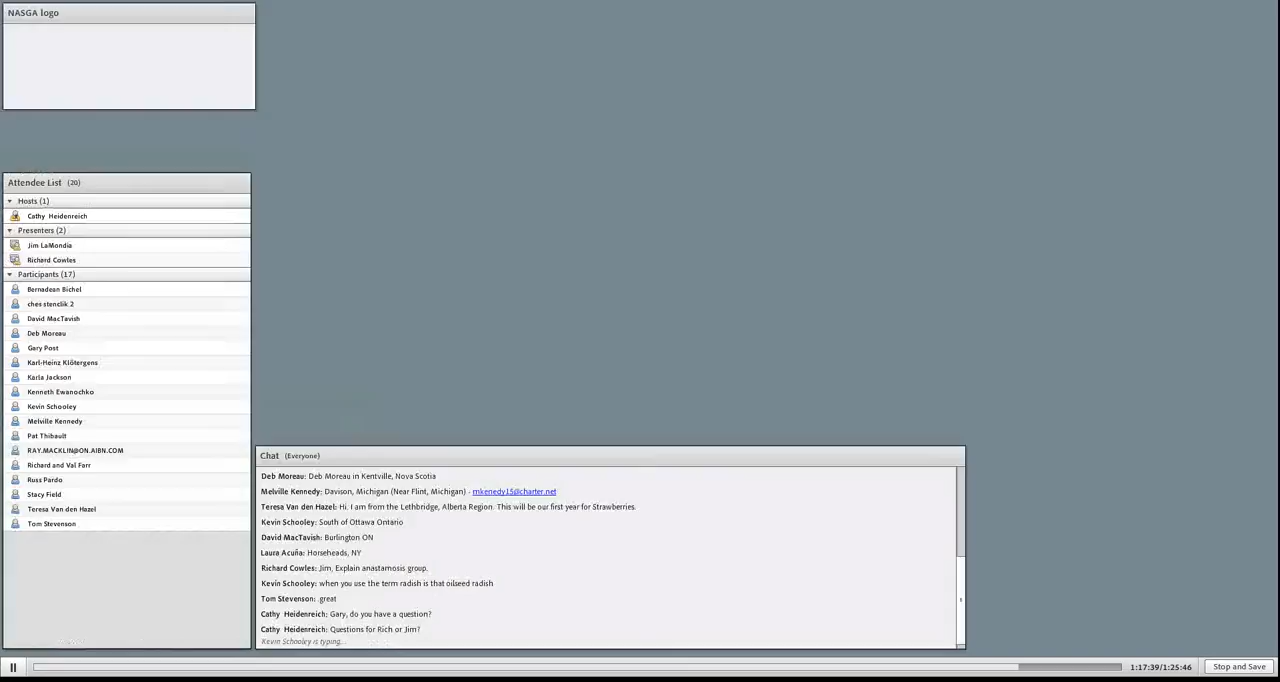 NASGA logo
Attendee List (20)
Hosts (1)
Cathy Heidenreich
Presenters (2)
Jim LaMondia
Richard Cowles
Participants (17)
Bernadean Bichel
ches stenclik 2
David MacTavish
Deb Moreau
Gary Post
Karl-Heinz Klötergens
Karla Jackson
Kenneth Ewanochko
Kevin Schooley
Melville Kennedy
Pat Thibault
RAY.MACKLIN@ON.AIBN.COM
Richard and Val Farr
Russ Pardo
Stacy Field
Teresa Van den Hazel
Tom Stevenson
Chat (Everyone)
Deb Moreau: Deb Moreau in Kentville, Nova Scotia
Melville Kennedy: Davison, Michigan (Near Flint, Michigan) - mkenedy15@charter.net
Teresa Van den Hazel: Hi. I am from the Lethbridge, Alberta Region. This will be our first year for Strawberries.
Kevin Schooley: South of Ottawa Ontario
David MacTavish: Burlington ON
Laura Acuña: Horseheads, NY
Richard Cowles: Jim, Explain anastamosis group.
Kevin Schooley: when you use the term radish is that oilseed radish
Tom Stevenson: great
Cathy Heidenreich: Gary, do you have a question?
Cathy Heidenreich: Questions for Rich or Jim?
Kevin Schooley is typing...
1:17:39/1:25:46
Stop and Save